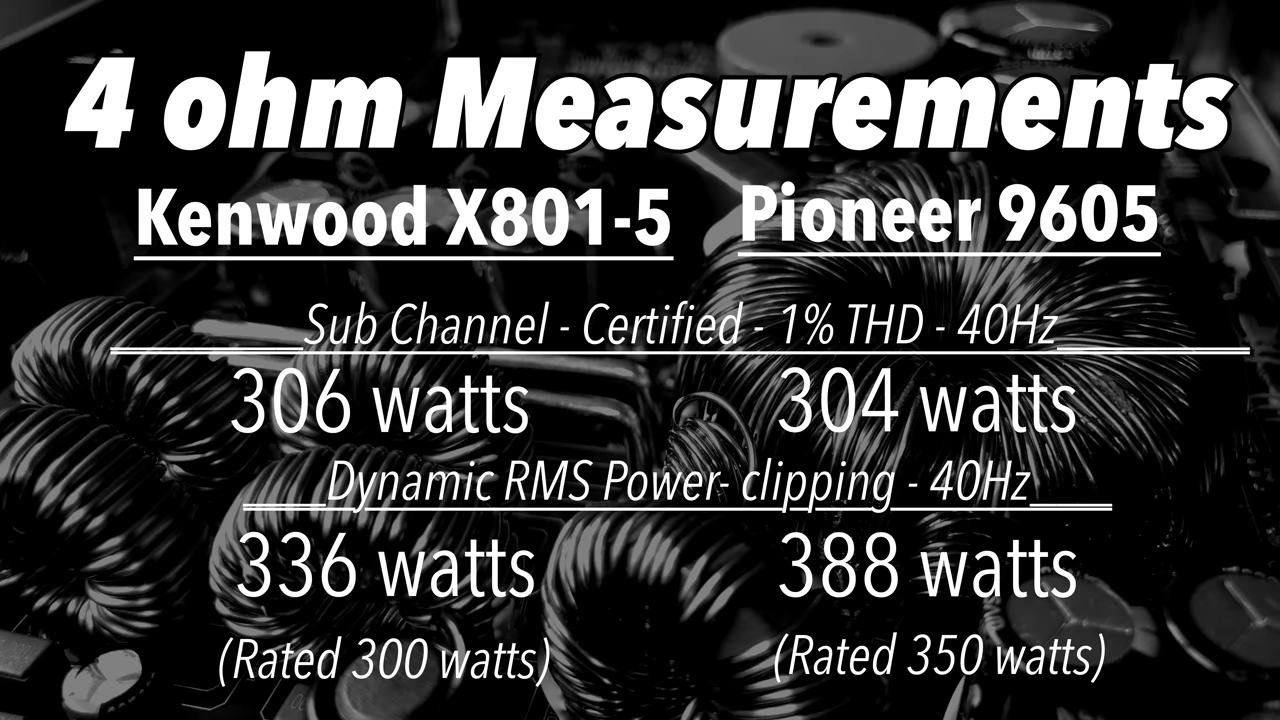 4 ohm Measurements
Kenwood X801-5 Pioneer 9605
Sub Channel - Certified - 1% THD - 40Hz
306 watts 304 watts
Dynamic RMS Power- clipping - 40Hz
336 watts 388 watts
(Rated 300 watts) (Rated 350 watts)